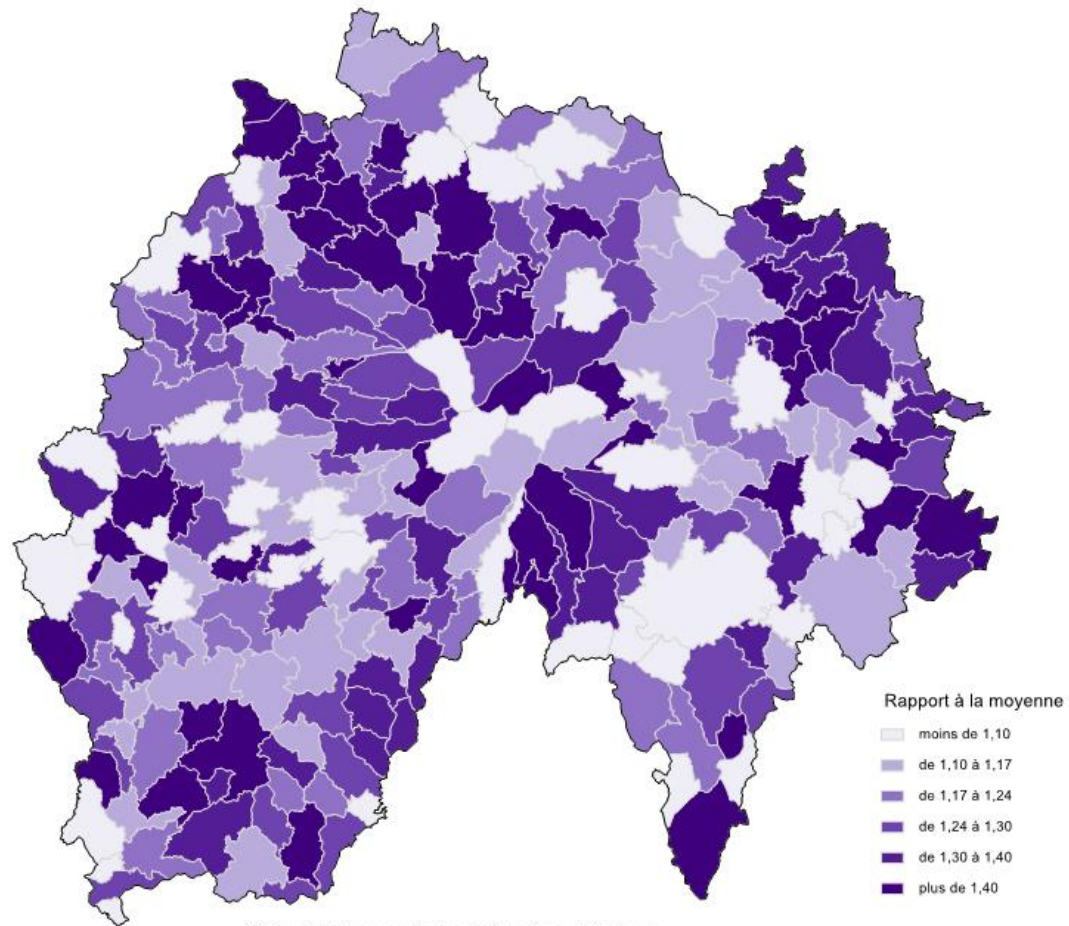 Rapport à la moyenne
moins de 1,10
de 1,10 à 1,17
de 1,17 à 1,24
de 1,24 à 1,30
de 1,30 à 1,40
plus de 1,40